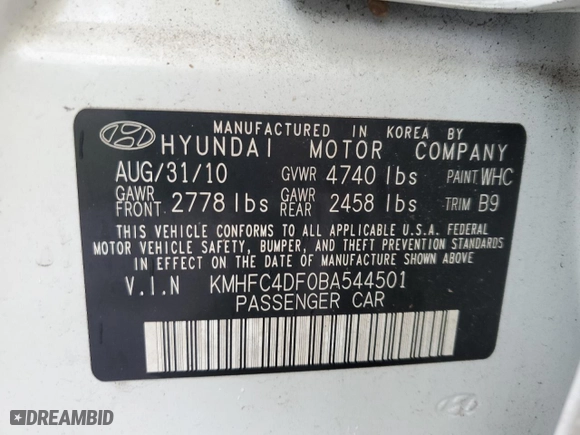 MANUFACTURED IN KOREA BY
HYUNDAI MOTOR COMPANY
AUG/31/10 GVWR 4740 lbs PAINT WHC
GAWR FRONT 2778 lbs GAWR REAR 2458 lbs TRIM B9
THIS VEHICLE CONFORMS TO ALL APPLICABLE U.S.A. FEDERAL
MOTOR VEHICLE SAFETY, BUMPER, AND THEFT PREVENTION STANDARDS
IN EFFECT ON THE DATE OF MANUFACTURE SHOWN ABOVE.
V.I.N KMHFC4DF0BA544501
PASSENGER CAR
DREAMBID